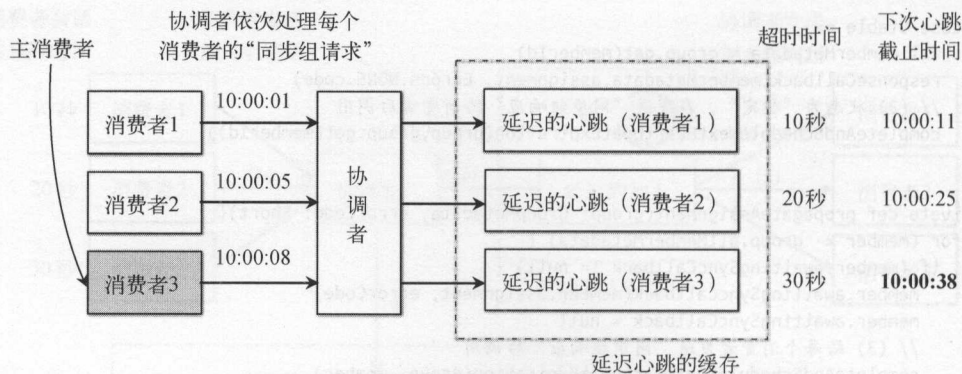 协调者依次处理每个
消费者的“同步组请求”
主消费者
超时时间
下次心跳
截止时间
消费者1
10:00:01
延迟的心跳（消费者1）
10秒
10:00:11
消费者2
10:00:05
协调者
延迟的心跳（消费者2）
20秒
10:00:25
消费者3
10:00:08
延迟的心跳（消费者3）
30秒
10:00:38
延迟心跳的缓存